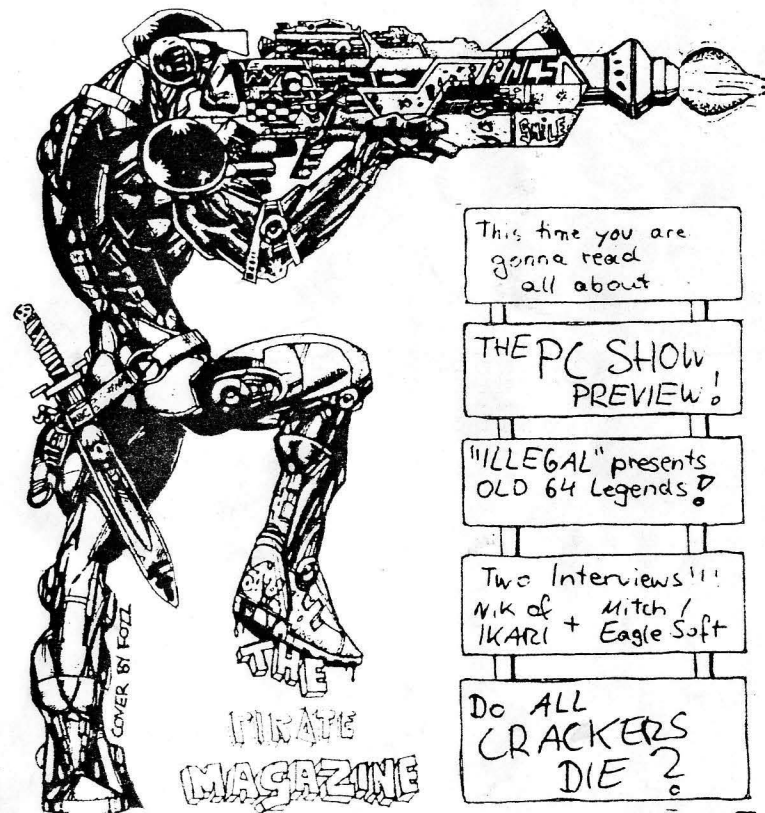 SMILE
This time you are
gonna read
all about
THE PC SHOW
PREVIEW!
"ILLEGAL" presents
OLD 64 Legends!
Two Interviews!!!
Nik of + Mitch /
IKARI Eagle Soft
Do ALL
CRACKERS
DIE?
COVER BY FOZZ
THE
PIRATE
MAGAZINE